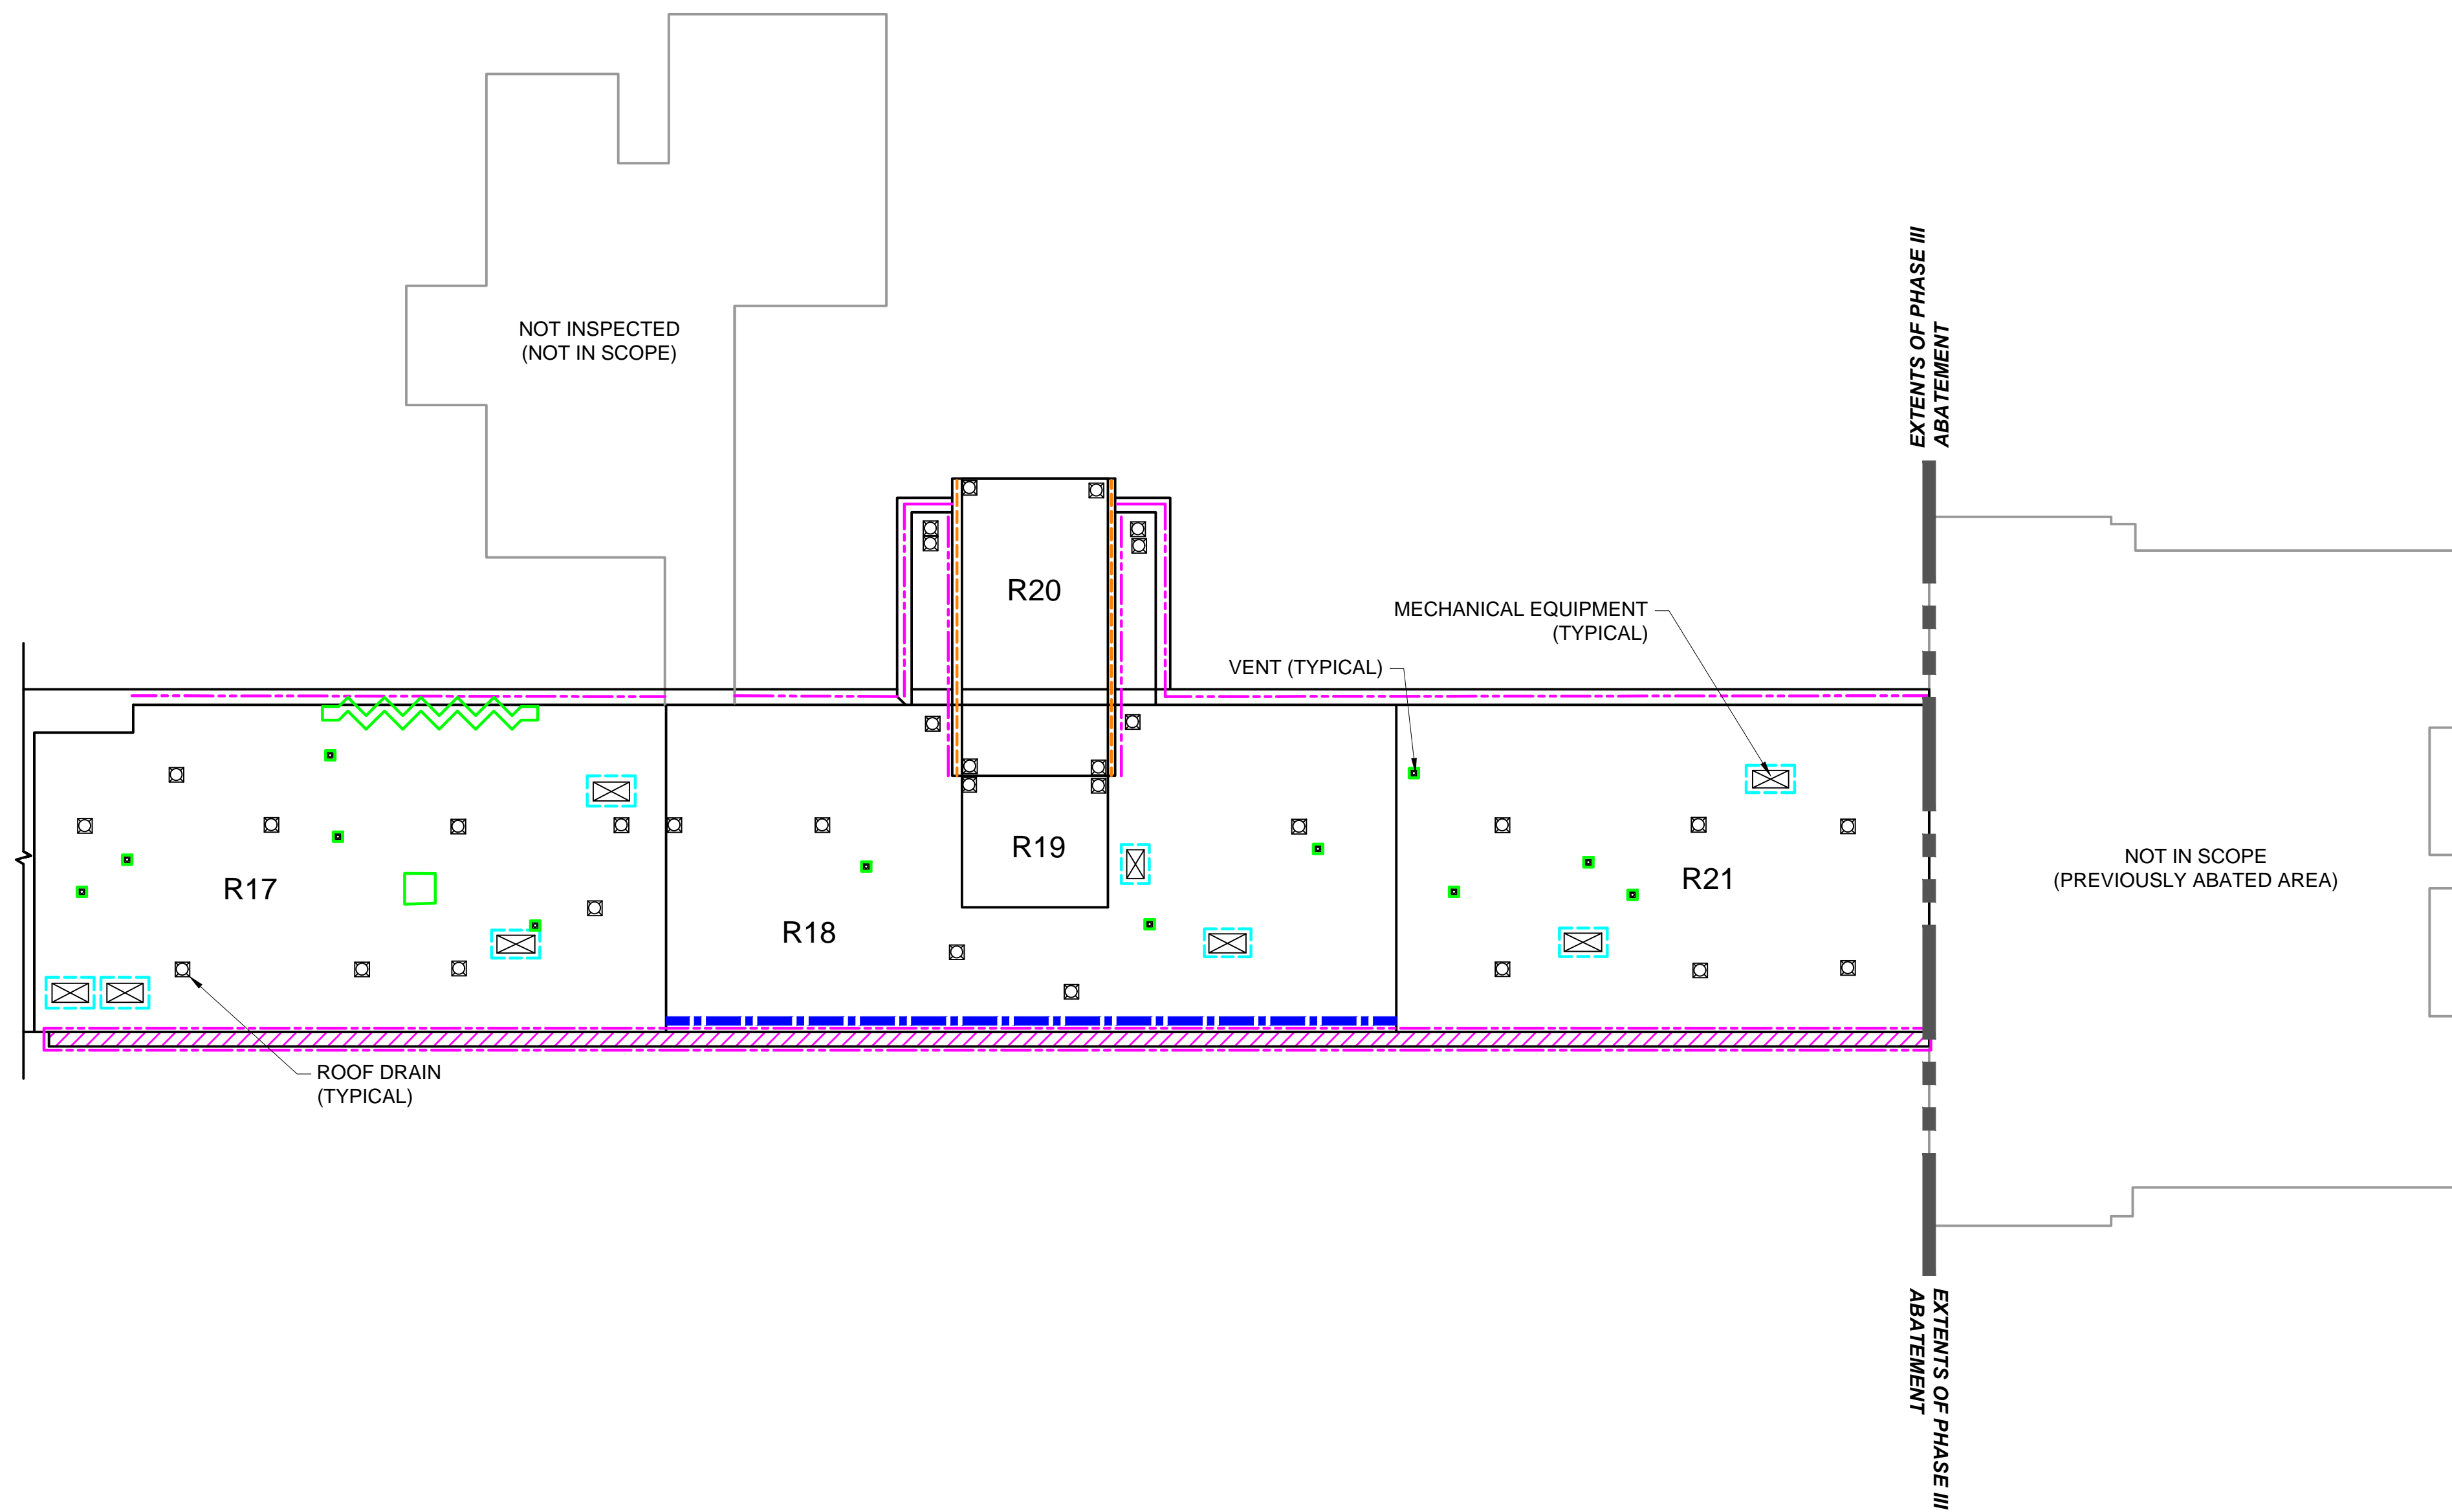 EXTENTS OF PHASE III
ABATEMENT
NOT INSPECTED
(NOT IN SCOPE)
R20
MECHANICAL EQUIPMENT
(TYPICAL)
VENT (TYPICAL)
R19
NOT IN SCOPE
(PREVIOUSLY ABATED AREA)
R17
R21
R18
ROOF DRAIN
(TYPICAL)
EXTENTS OF PHASE III
ABATEMENT